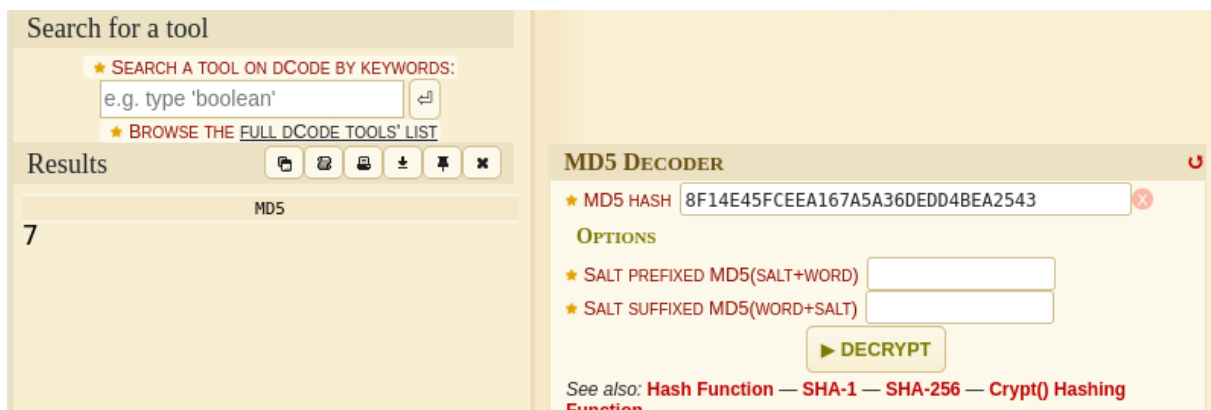 Search for a tool
SEARCH A TOOL ON DCODE BY KEYWORDS:
e.g. type 'boolean'
BROWSE THE FULL DCODE TOOLS' LIST
Results
MD5
7
MD5 DECODER
MD5 HASH 8F14E45FCEEA167A5A36DEDD4BEA2543 X
OPTIONS
SALT PREFIXED MD5(SALT+WORD)
SALT SUFFIXED MD5(WORD+SALT)
▶ DECRYPT
See also: Hash Function — SHA-1 — SHA-256 — Crypt() Hashing
Function